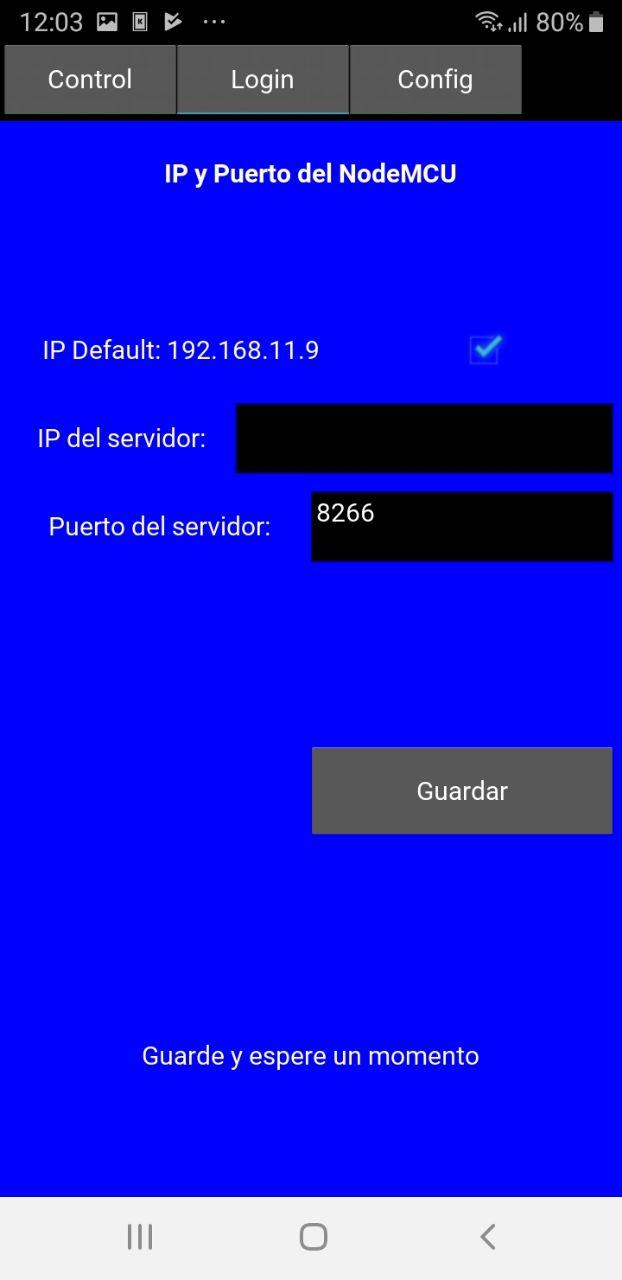 12:03 ... 80%
Control Login Config
IP y Puerto del NodeMCU
IP Default: 192.168.11.9
IP del servidor:
Puerto del servidor: 8266
Guardar
Guarde y espere un momento